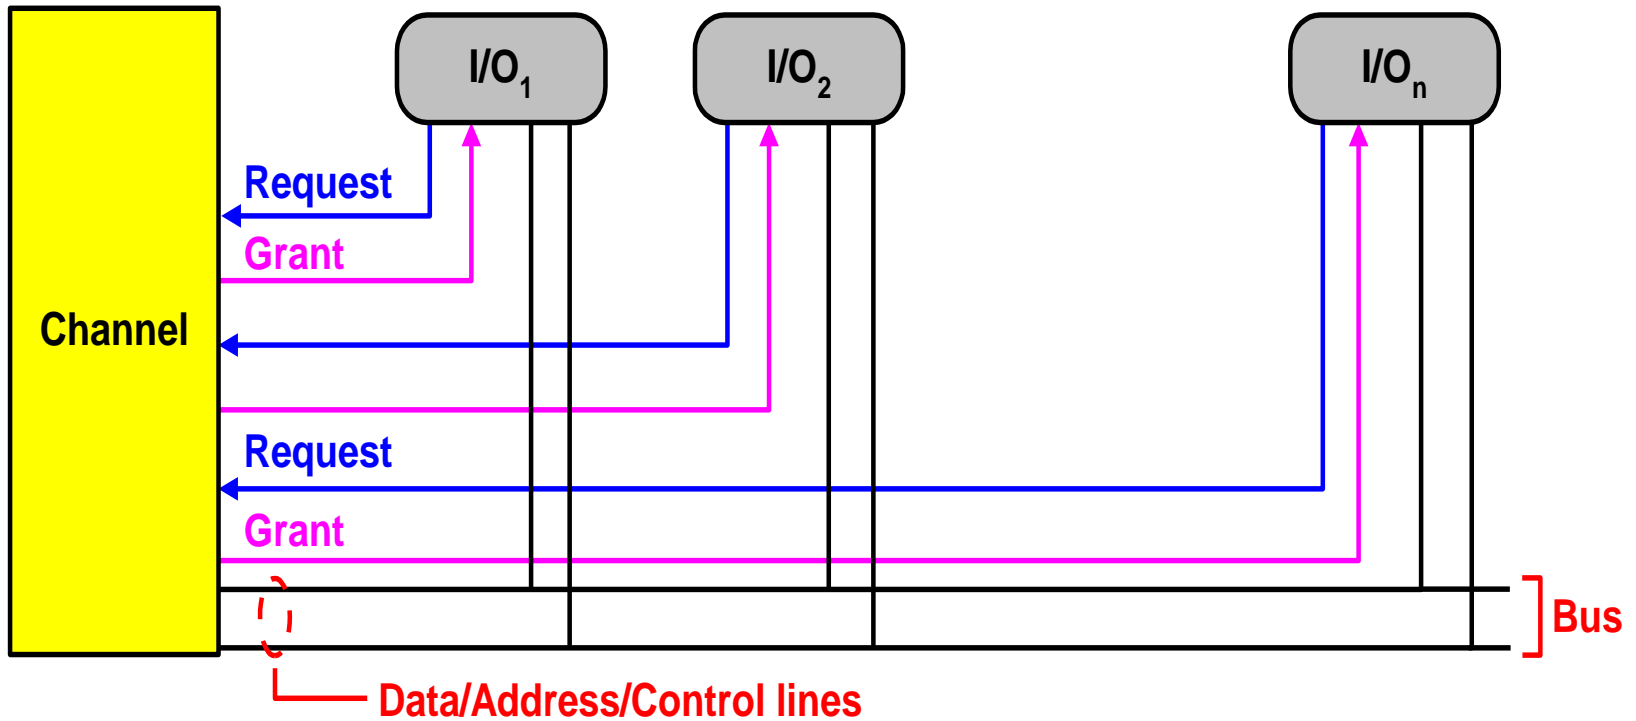 I/O1
I/O2
I/On
Request
Grant
Channel
Request
Grant
Bus
Data/Address/Control lines